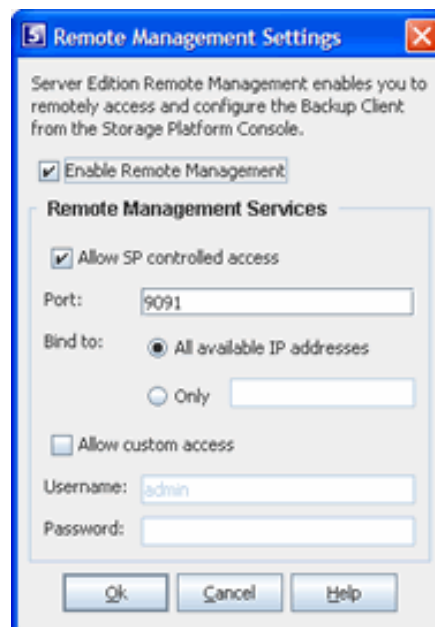 S Remote Management Settings
Server Edition Remote Management enables you to
remotely access and configure the Backup Client
from the Storage Platform Console.
Enable Remote Management
Remote Management Services
Allow SP controlled access
Port: 9091
Bind to: All available IP addresses
Only
Allow custom access
Username: admin
Password:
Ok Cancel Help